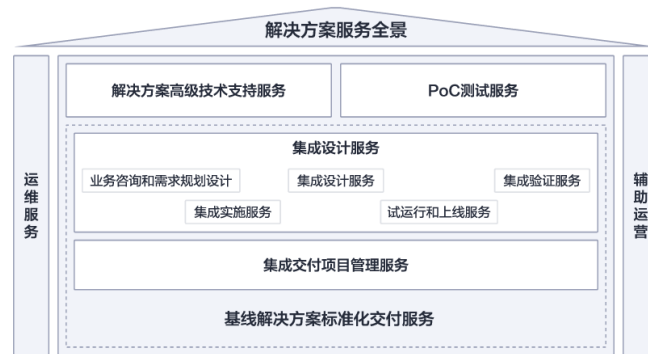 解决方案服务全景
运维服务
解决方案高级技术支持服务
PoC测试服务
集成设计服务
业务咨询和需求规划设计
集成设计服务
集成验证服务
集成实施服务
试运行和上线服务
集成交付项目管理服务
基线解决方案标准化交付服务
辅助运营